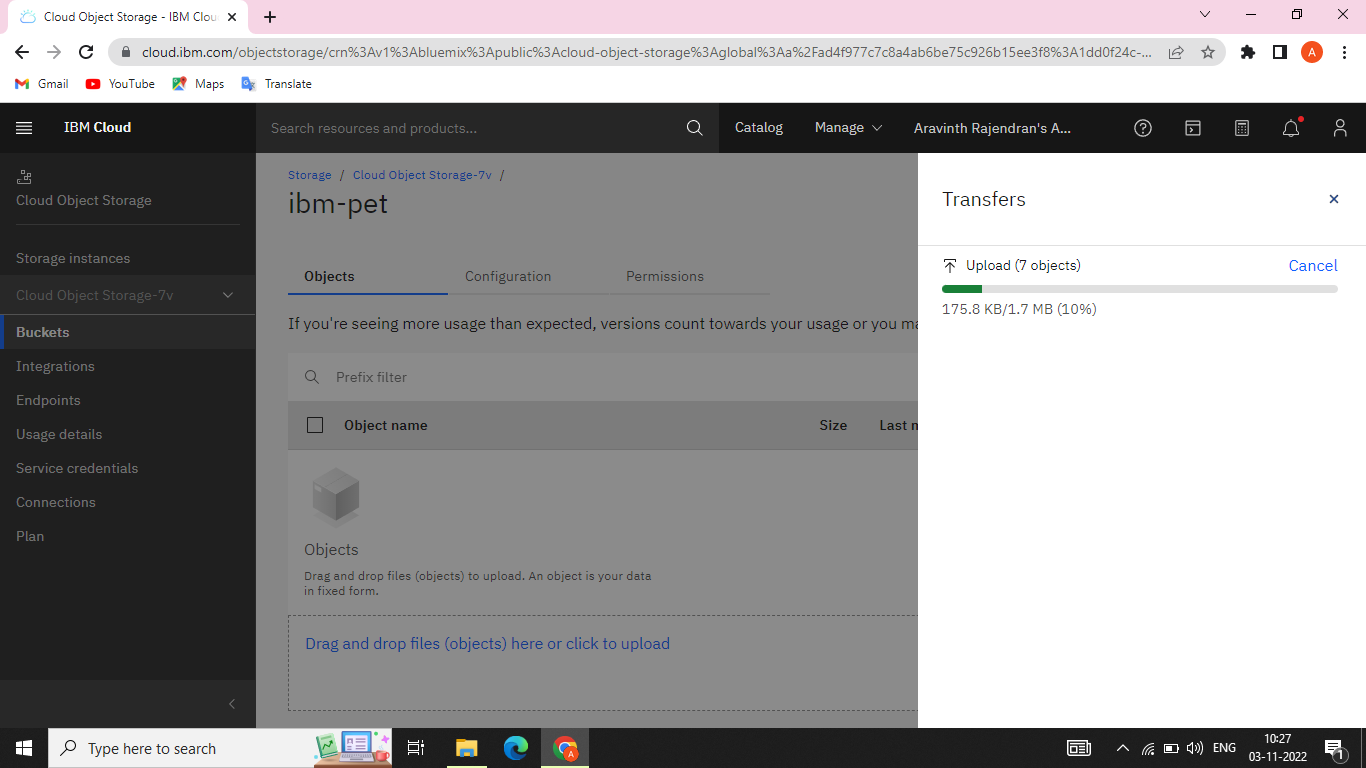 Cloud Object Storage - IBM Clou
cloud.ibm.com/objectstorage/crn%3Av1%3Abluemix%3Apublic%3Acloud-object-storage%3Aglobal%3Aa%2Fad4f977c7c8a4ab6be75c926b15ee3f8%3A1dd0f24c-...
A
Gmail
YouTube
Maps
Translate
IBM Cloud
Search resources and products...
Catalog
Manage
Aravinth Rajendran's A...
Cloud Object Storage
Storage instances
Cloud Object Storage-7v
Buckets
Integrations
Endpoints
Usage details
Service credentials
Connections
Plan
Storage / Cloud Object Storage-7v /
ibm-pet
Objects
Configuration
Permissions
If you're seeing more usage than expected, versions count towards your usage or you ma
Prefix filter
Object name
Size
Last n
Objects
Drag and drop files (objects) to upload. An object is your data
in fixed form.
Drag and drop files (objects) here or click to upload
Transfers
Upload (7 objects)
Cancel
175.8 KB/1.7 MB (10%)
Type here to search
A
ENG
10:27
03-11-2022
1